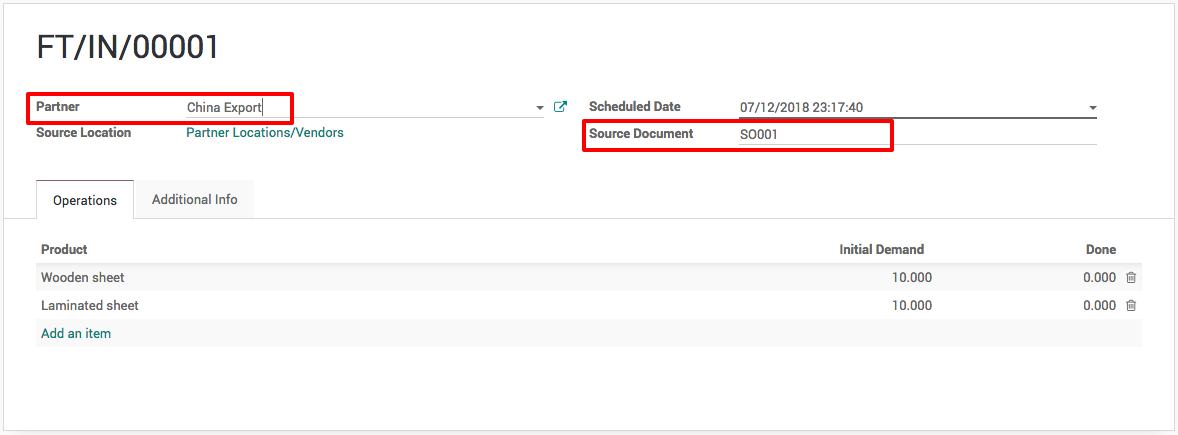 FT/IN/00001
Partner China Export Scheduled Date 07/12/2018 23:17:40
Source Location Partner Locations/Vendors Source Document SO001
Operations Additional Info
Product Initial Demand Done
Wooden sheet 10.000 0.000
Laminated sheet 10.000 0.000
Add an item